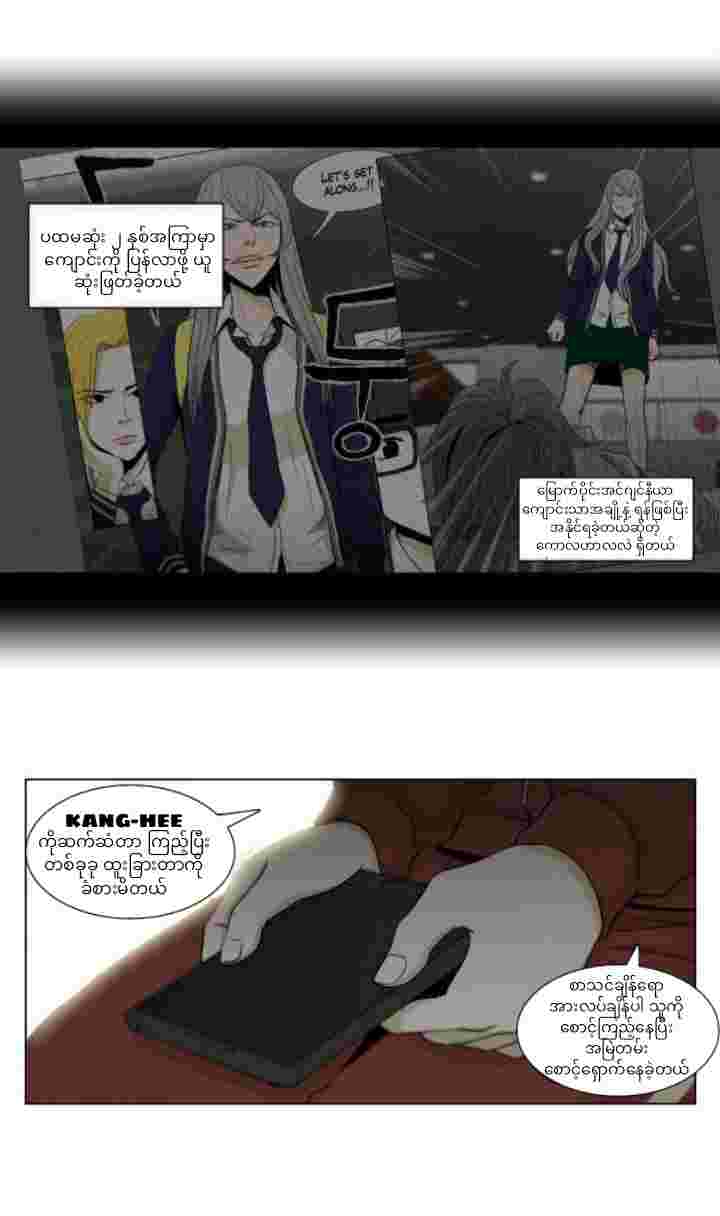 LET'S GET
ALONG...!!
ပထမဆုံး ၂ နှစ်အကြာမှာ
ကျောင်းကို ပြန်လာဖို့ ယူ
ဆုံးဖြတ်ခဲ့တယ်
မြောက်ပိုင်းအင်ဂျင်နီယာ
ကျောင်းသာအချို့နဲ့ ရန်ဖြစ်ပြီး
အနိုင်ရခဲ့တယ်ဆိုတဲ့
ကောလဟာလလဲ ရှိတယ်
KANG-HEE
ကိုဆက်ဆံတာ ကြည့်ပြီး
တစ်ခုခု ထူးခြားတာကို
ခံစားမိတယ်
စာသင်ချိန်ရော
အားလပ်ချိန်ပါ သူ့ကို
စောင့်ကြည့်နေပြီး
အမြဲတမ်း
စောင့်ရှောက်နေခဲ့တယ်